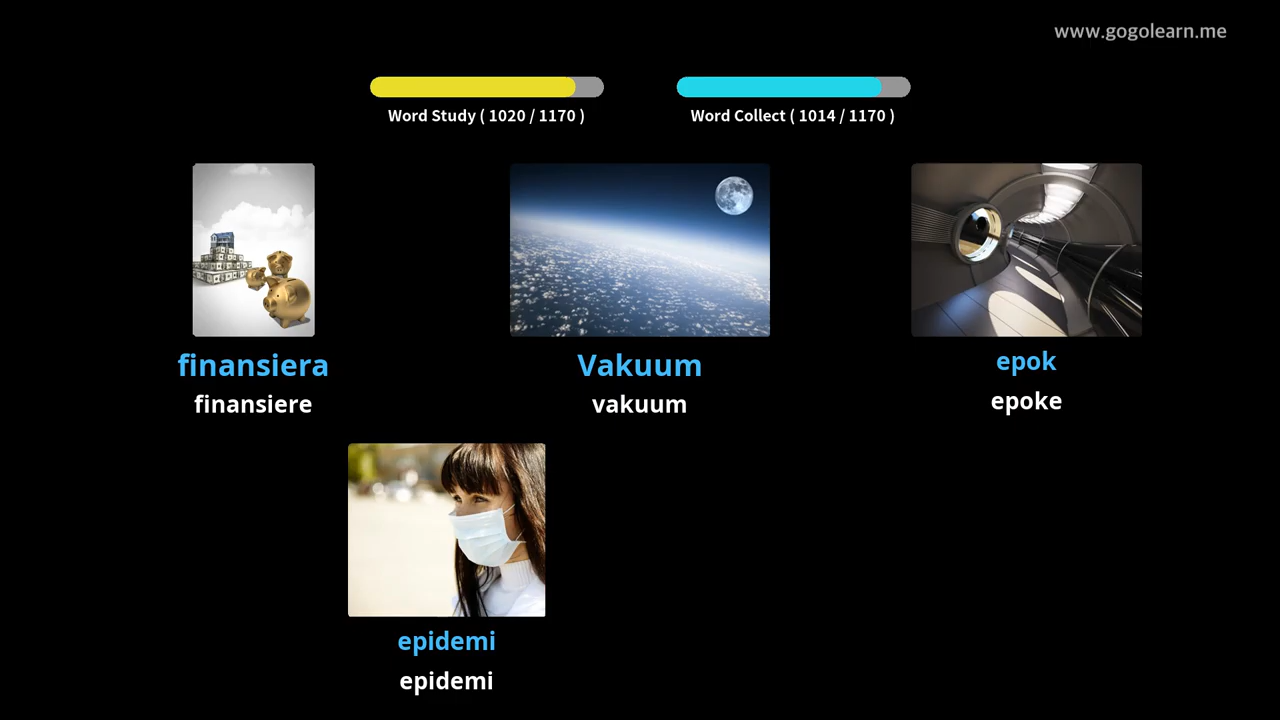 www.gogolearn.me
Word Study ( 1020 / 1170 )
Word Collect ( 1014 / 1170 )
finansiera
finansiere
Vakuum
vakuum
epok
epoke
epidemi
epidemi